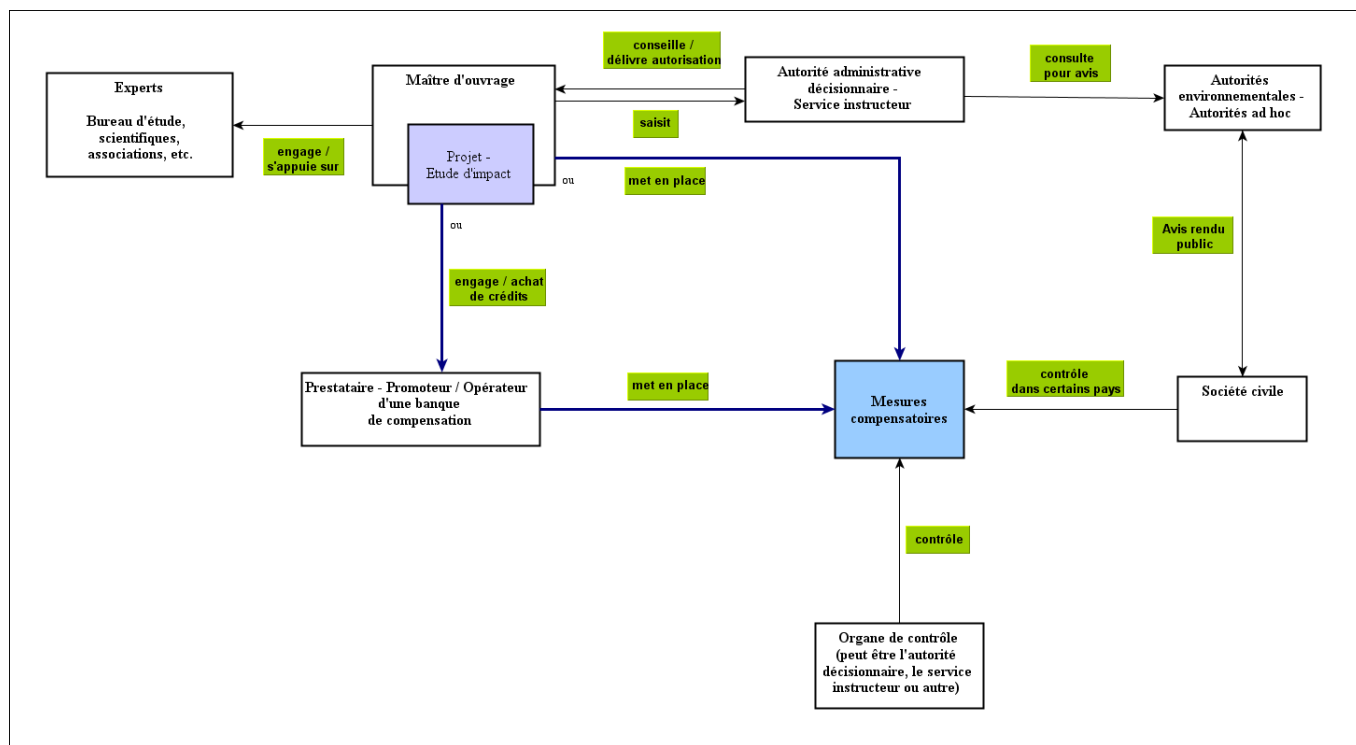 conseille /
délivre autorisation
consulte
pour avis
Experts
Bureau d'étude,
scientifiques,
associations, etc.
Maître d'ouvrage
Autorité administrative
décisionnaire -
Service instructeur
Autorités
environnementales -
Autorités ad hoc
engage /
s'appuie sur
saisit
Projet -
Etude d'impact
ou
met en place
ou
Avis rendu
public
engage / achat
de crédits
Prestataire - Promoteur / Opérateur
d'une banque
de compensation
met en place
Mesures
compensatoires
contrôle
dans certains pays
Société civile
contrôle
Organe de contrôle
(peut être l'autorité
décisionnaire, le service
instructeur ou autre)